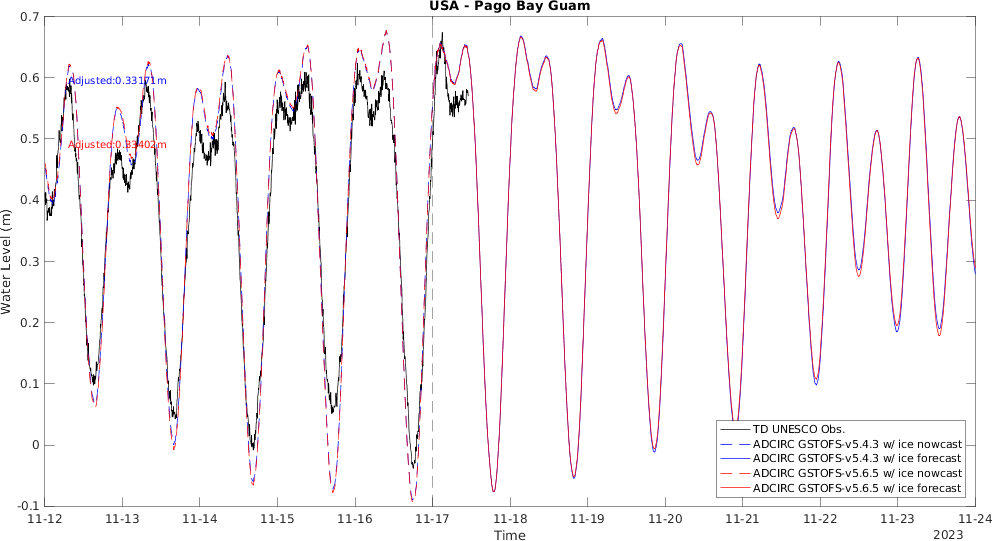 USA - Pago Bay Guam
0.7
0.6
0.5
0.4
0.3
0.2
0.1
0
-0.1
Water Level (m)
Adjusted:0.33171m
Adjusted:0.33402m
TD UNESCO Obs.
ADCIRC GSTOFS-v5.4.3 w/ ice nowcast
ADCIRC GSTOFS-v5.4.3 w/ ice forecast
ADCIRC GSTOFS-v5.6.5 w/ ice nowcast
ADCIRC GSTOFS-v5.6.5 w/ ice forecast
11-12 11-13 11-14 11-15 11-16 11-17 11-18 11-19 11-20 11-21 11-22 11-23 11-24
Time
2023